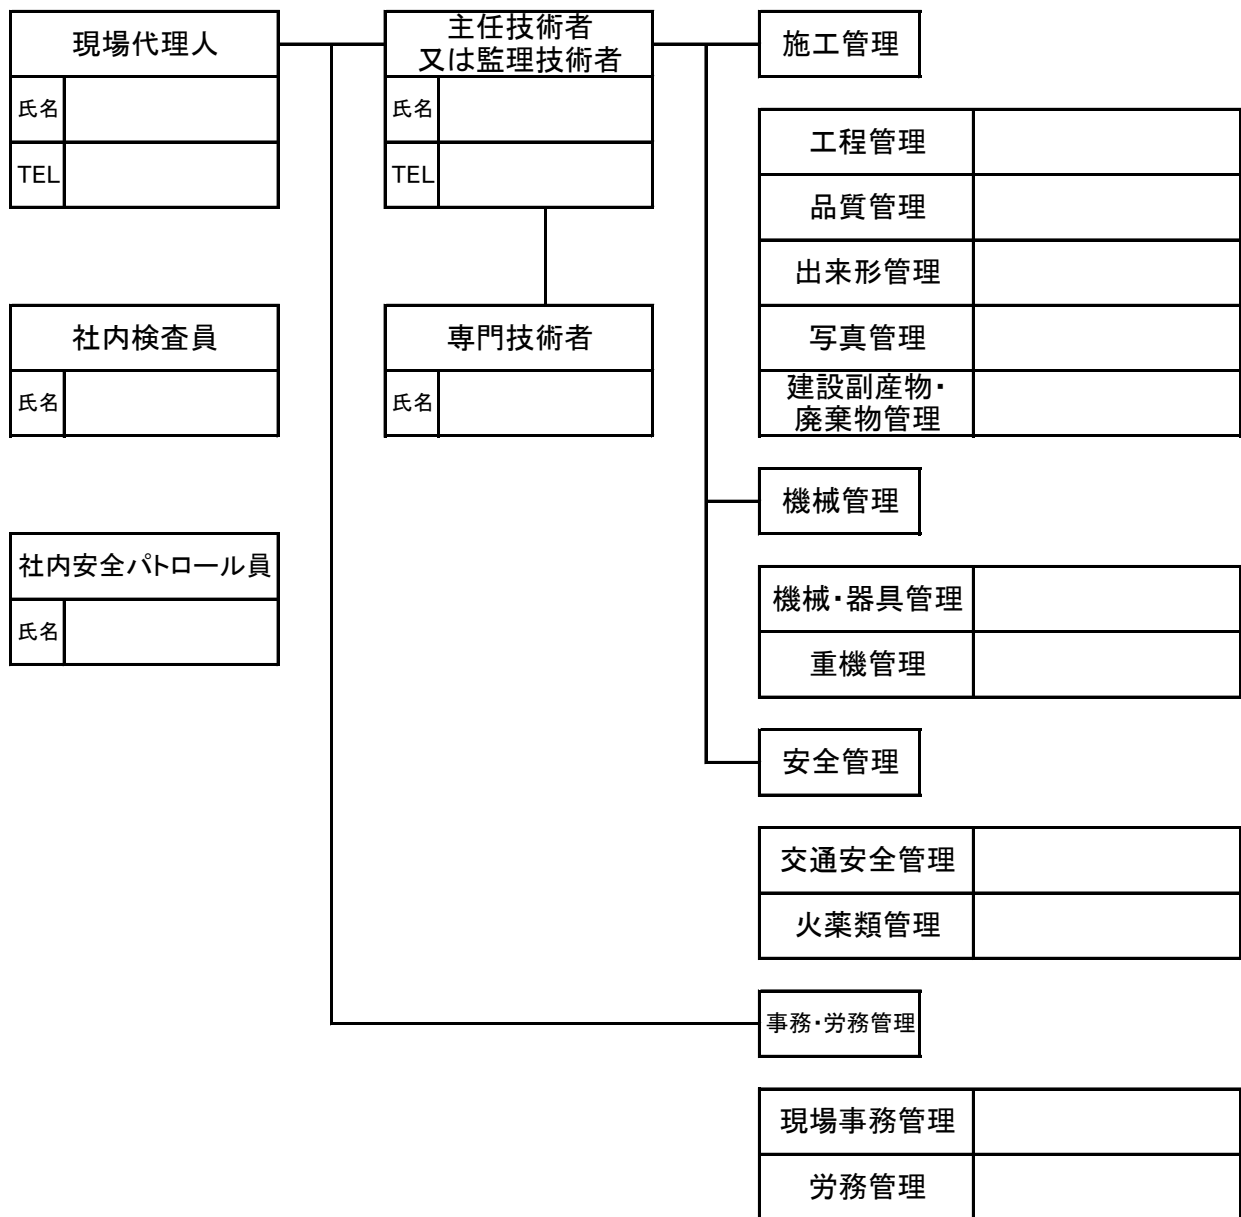 現場代理人
氏名
TEL
主任技術者
又は監理技術者
氏名
TEL
施工管理
工程管理
品質管理
出来形管理
写真管理
建設副産物・
廃棄物管理
社内検査員
氏名
専門技術者
氏名
機械管理
社内安全パトロール員
氏名
機械・器具管理
重機管理
安全管理
交通安全管理
火薬類管理
事務・労務管理
現場事務管理
労務管理